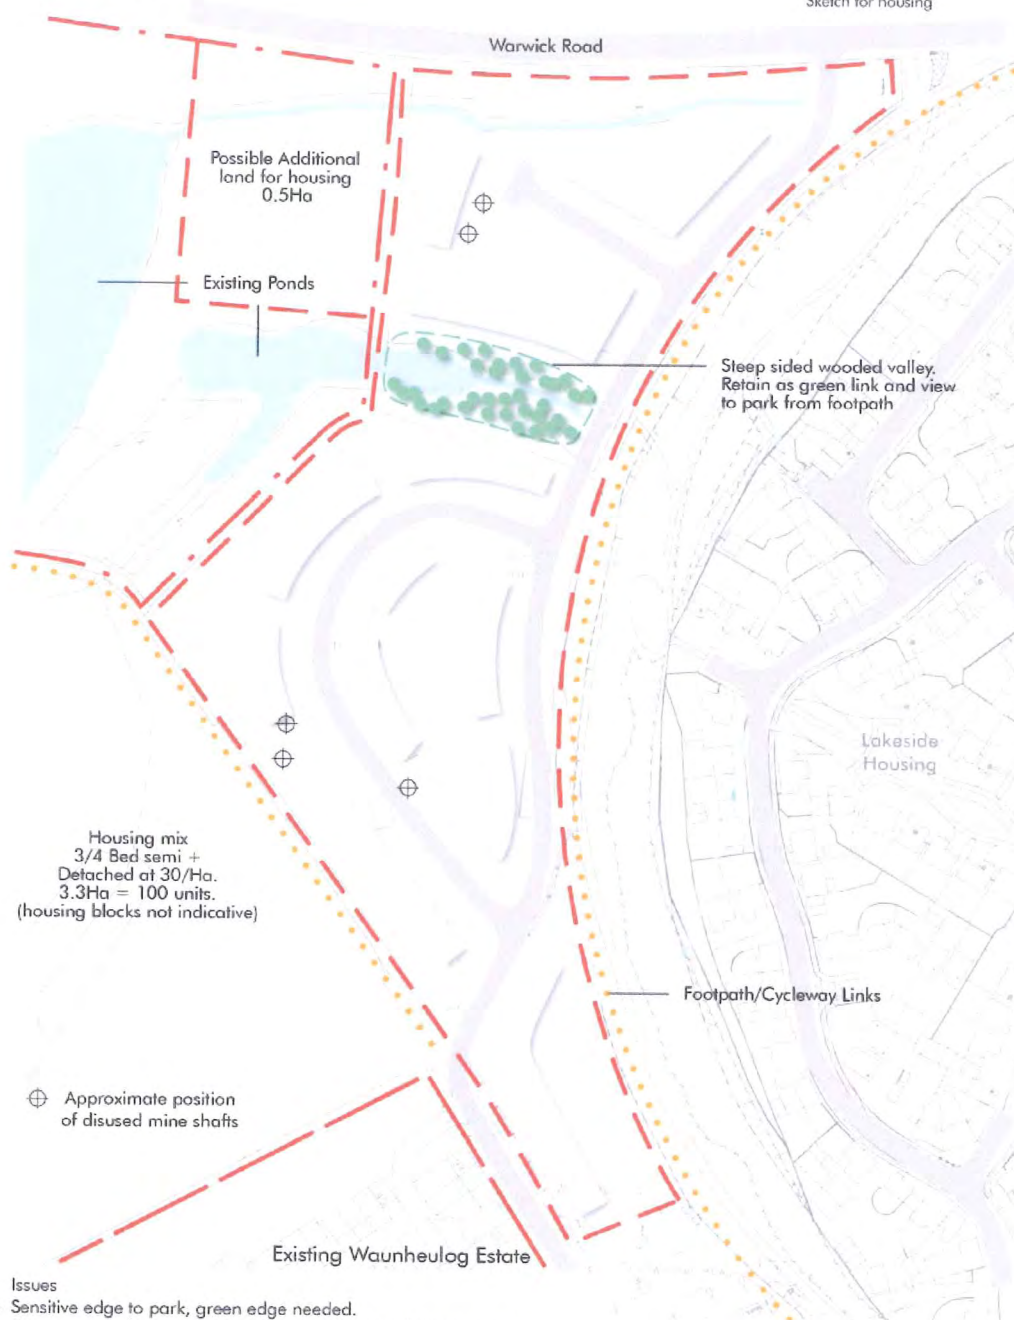 Sketch for housing
Warwick Road
Possible Additional
land for housing
0.5Ha
Existing Ponds
Steep sided wooded valley.
Retain as green link and view
to park from footpath
Lakeside
Housing
Housing mix
3/4 Bed semi +
Detached at 30/Ha.
3.3Ha = 100 units.
(housing blocks not indicative)
Footpath/Cycleway Links
Approximate position
of disused mine shafts
Existing Waunheulog Estate
Issues
Sensitive edge to park, green edge needed.